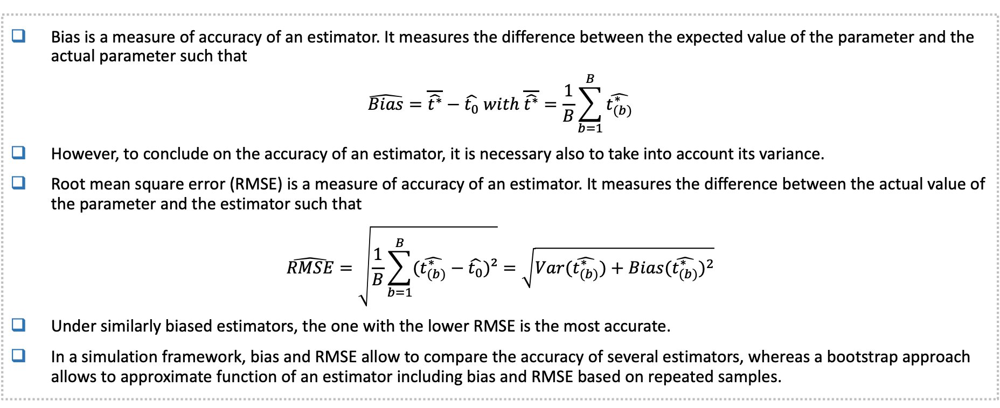 Bias is a measure of accuracy of an estimator. It measures the difference between the expected value of the parameter and the
actual parameter such that
$\widehat{Bias} = \overline{\widehat{t^*}} - \widehat{t_0} \; with \; \overline{\widehat{t^*}} = \frac{1}{B} \sum_{b=1}^{B} \widehat{t^*_{(b)}}$
However, to conclude on the accuracy of an estimator, it is necessary also to take into account its variance.
Root mean square error (RMSE) is a measure of accuracy of an estimator. It measures the difference between the actual value of
the parameter and the estimator such that
$\widehat{RMSE} = \sqrt{\frac{1}{B} \sum_{b=1}^{B} (\widehat{t^*_{(b)}} - \widehat{t_0})^2} = \sqrt{Var(\widehat{t^*_{(b)}}) + Bias(\widehat{t^*_{(b)}})^2}$
Under similarly biased estimators, the one with the lower RMSE is the most accurate.
In a simulation framework, bias and RMSE allow to compare the accuracy of several estimators, whereas a bootstrap approach
allows to approximate function of an estimator including bias and RMSE based on repeated samples.